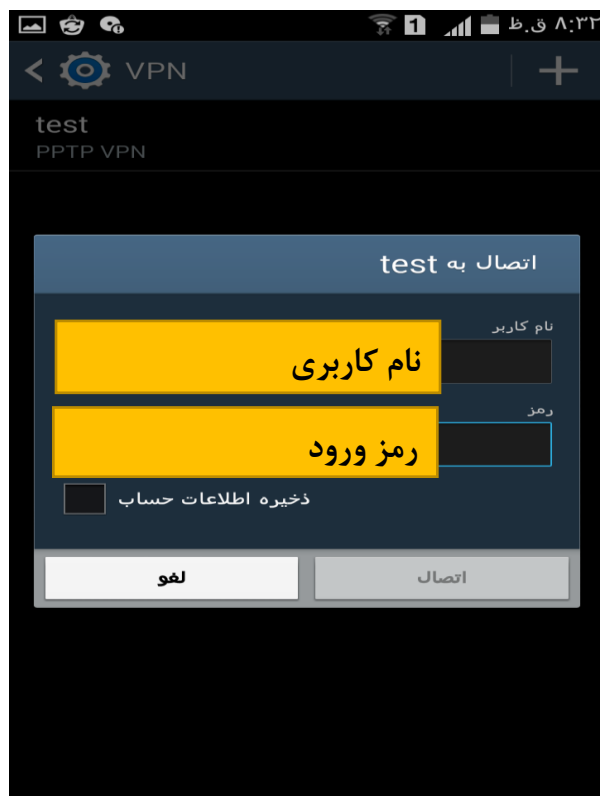 ۸:۳۲ ق.ظ
1
VPN
test
PPTP VPN
اتصال به test
نام کاربر
نام کاربری
رمز
رمز ورود
ذخیره اطلاعات حساب
اتصال
لغو